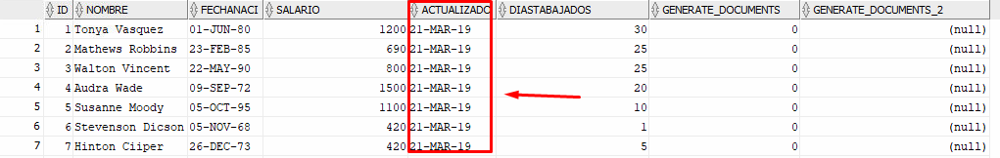 ID NOMBRE FECHANACI SALARIO ACTUALIZADO DIASTABAJADOS GENERATE_DOCUMENTS GENERATE_DOCUMENTS_2
1 1 Tonya Vasquez 01-JUN-80 1200 21-MAR-19 30 0 (null)
2 2 Mathews Robbins 23-FEB-85 690 21-MAR-19 25 0 (null)
3 3 Walton Vincent 22-MAY-90 800 21-MAR-19 25 0 (null)
4 4 Audra Wade 09-SEP-72 1500 21-MAR-19 20 0 (null)
5 5 Susanne Moody 05-OCT-95 1100 21-MAR-19 10 0 (null)
6 6 Stevenson Dicson 05-NOV-68 420 21-MAR-19 1 0 (null)
7 7 Hinton Ciiper 26-DEC-73 420 21-MAR-19 5 0 (null)